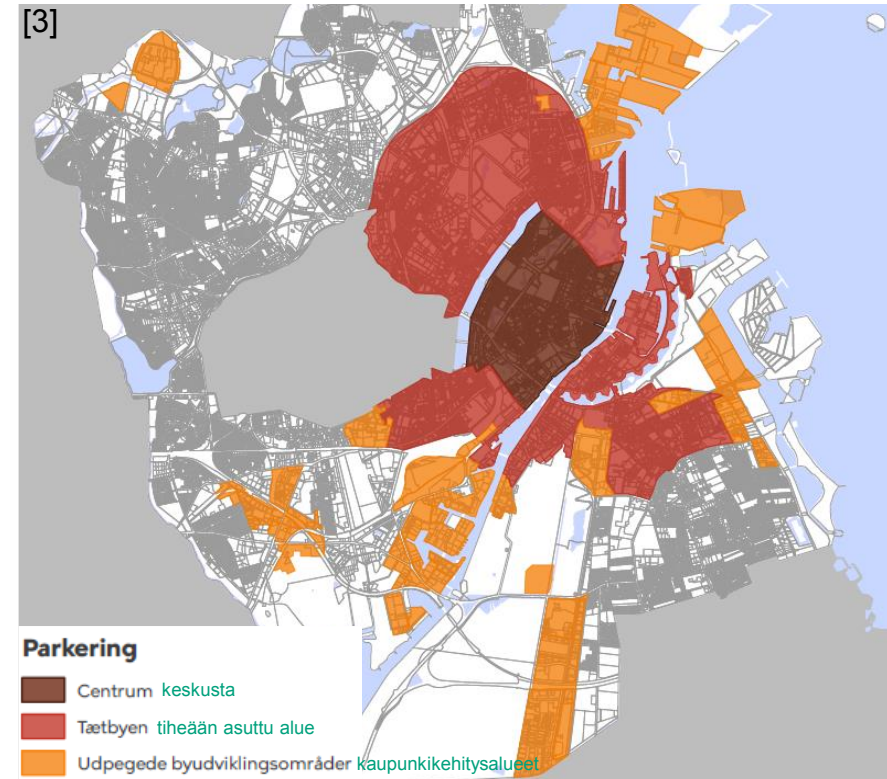 [3]
Parkering
Centrum keskusta
Tætbyen tiheään asuttu alue
Udpegede byudviklingsområder kaupunkikehitysalueet